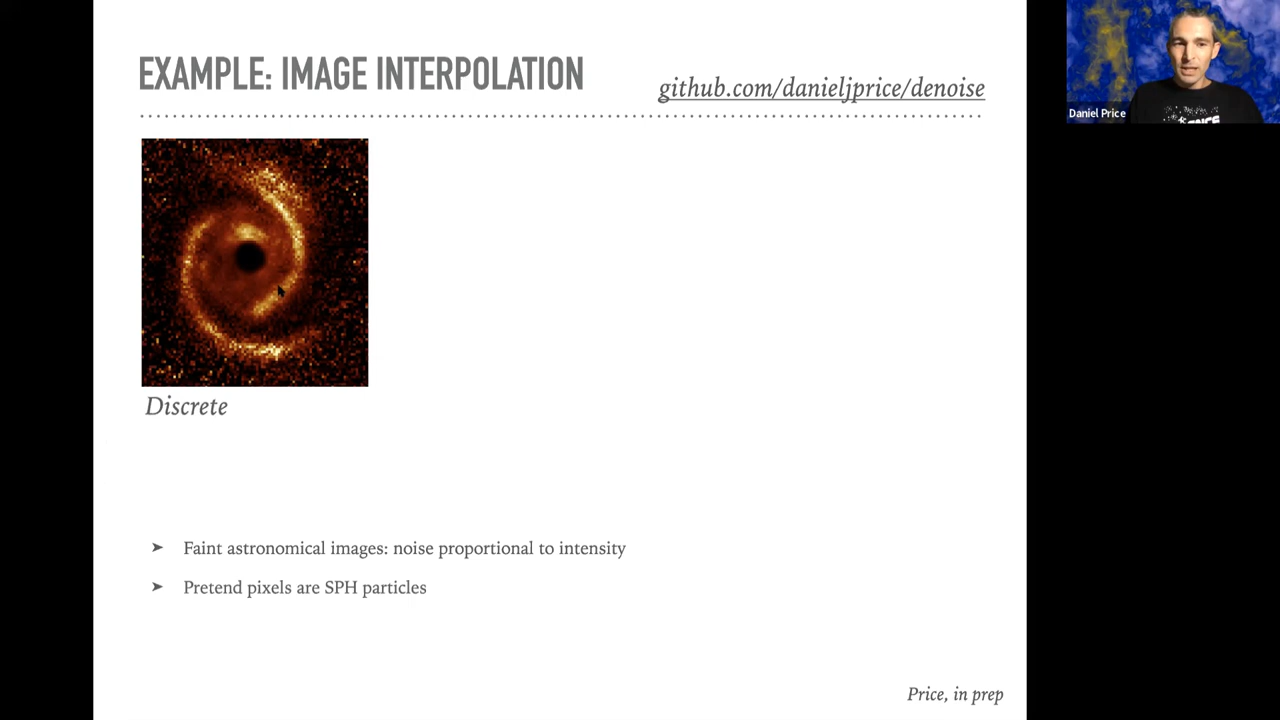 EXAMPLE: IMAGE INTERPOLATION
github.com/danieljprice/denoise
Daniel Price
Discrete
➤ Faint astronomical images: noise proportional to intensity
➤ Pretend pixels are SPH particles
Price, in prep